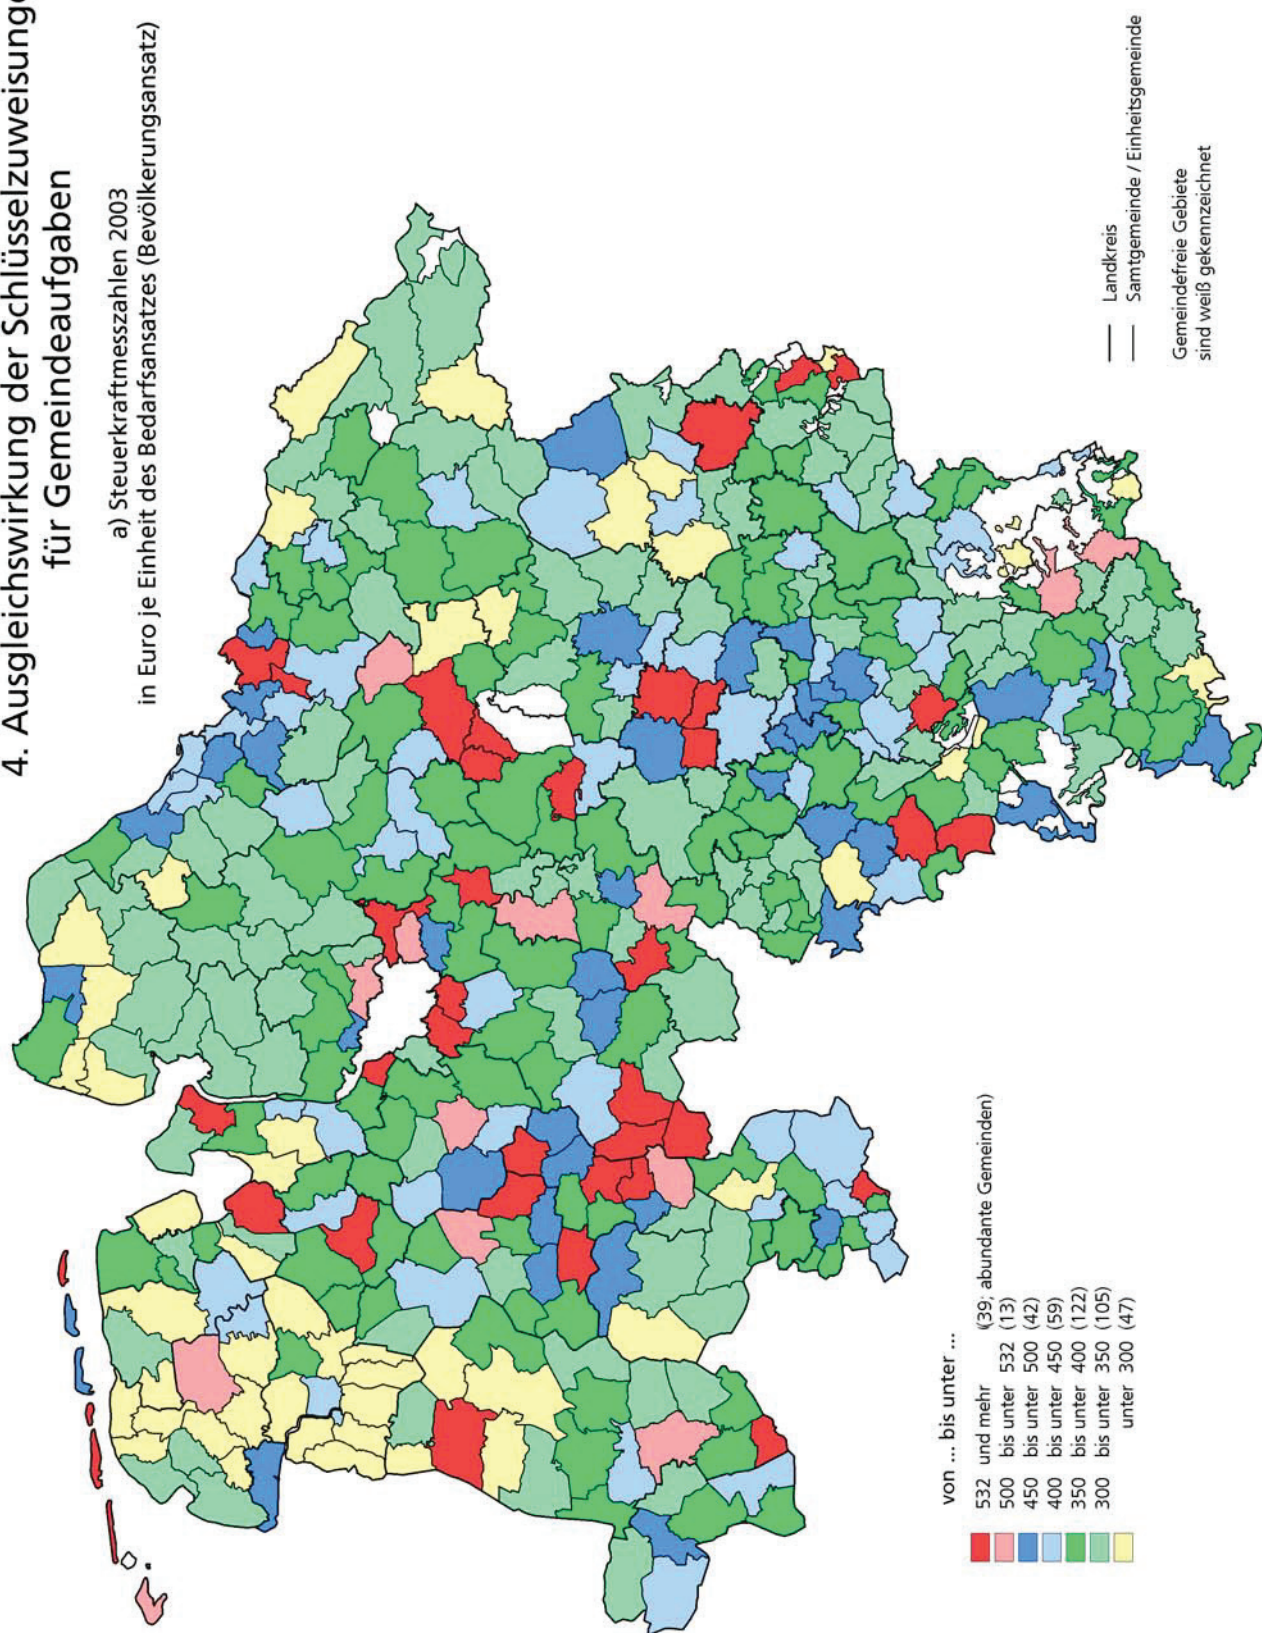 4. Ausgleichswirkung der Schlüsselzuweisunge
für Gemeindeaufgaben
a) Steuerkraftmesszahlen 2003
in Euro je Einheit des Bedarfsansatzes (Bevölkerungsansatz)
Landkreis
Samtgemeinde / Einheitsgemeinde
Gemeindefreie Gebiete
sind weiß gekennzeichnet
von ... bis unter ...
532 und mehr (39; abundante Gemeinden)
500 bis unter 532 (13)
450 bis unter 500 (42)
400 bis unter 450 (59)
350 bis unter 400 (122)
300 bis unter 350 (105)
unter 300 (47)